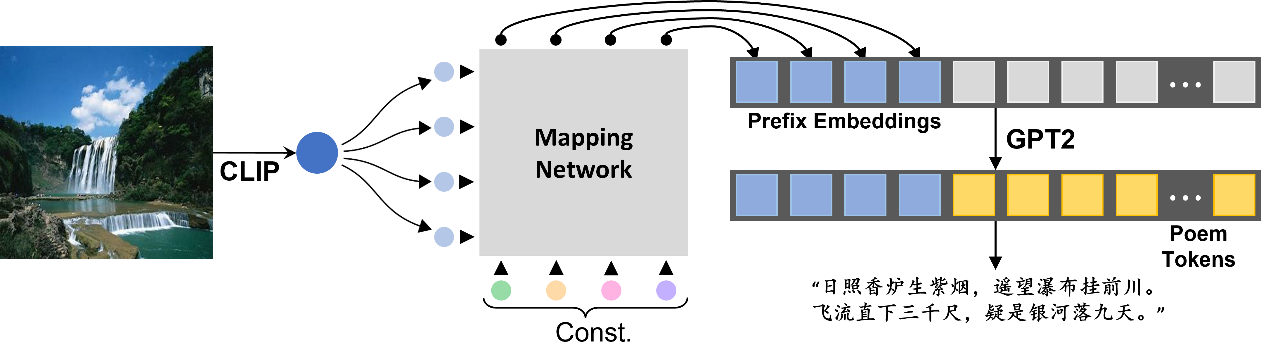 CLIP
Mapping
Network
Const.
Prefix Embeddings
GPT2
Poem
Tokens
“日照香炉生紫烟，遥望瀑布挂前川。
飞流直下三千尺，疑是银河落九天。”